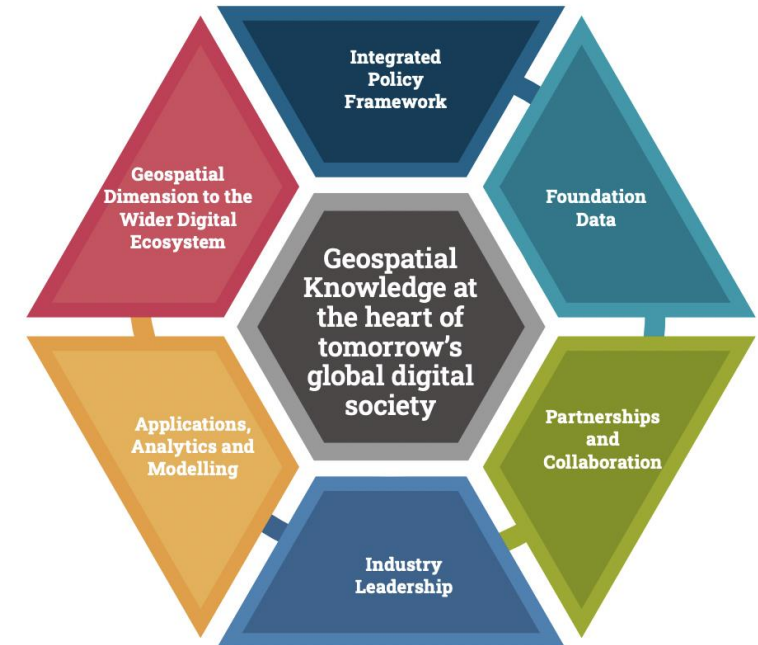 Integrated
Policy
Framework
Foundation
Data
Partnerships
and
Collaboration
Industry
Leadership
Applications,
Analytics and
Modelling
Geospatial
Dimension to the
Wider Digital
Ecosystem
Geospatial
Knowledge at
the heart of
tomorrow's
global digital
society